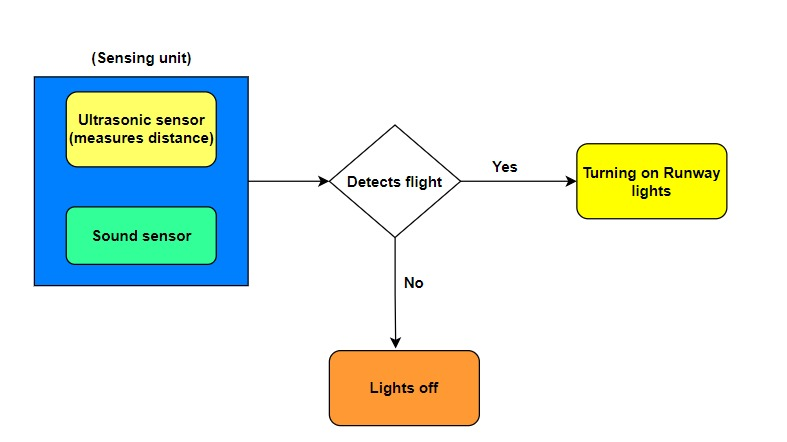 (Sensing unit)
Ultrasonic sensor
(measures distance)
Sound sensor
Detects flight
Yes
Turning on Runway
lights
No
Lights off